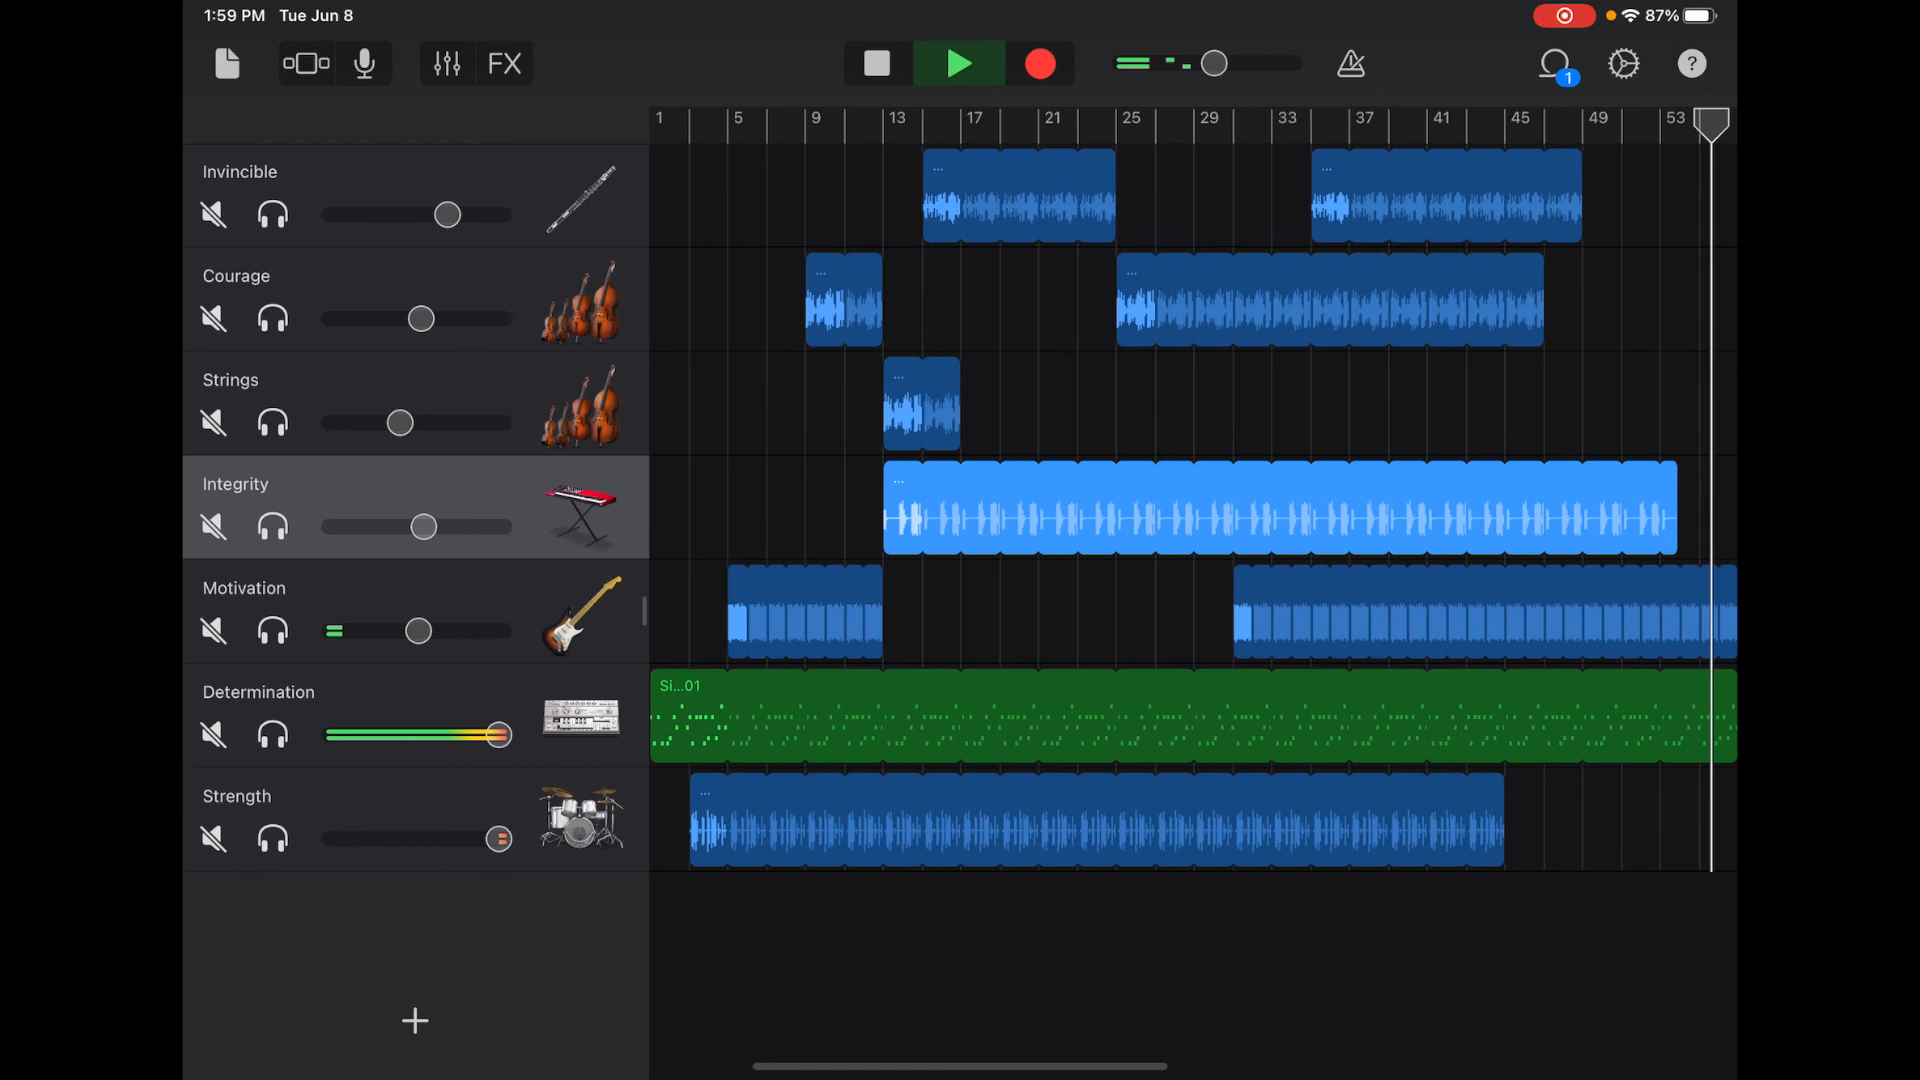 1:59 PM Tue Jun 8
87%
FX
1
?
1 5 9 13 17 21 25 29 33 37 41 45 49 53
Invincible
...
...
Courage
...
...
Strings
...
Integrity
...
Motivation
Determination
Si...01
Strength
...